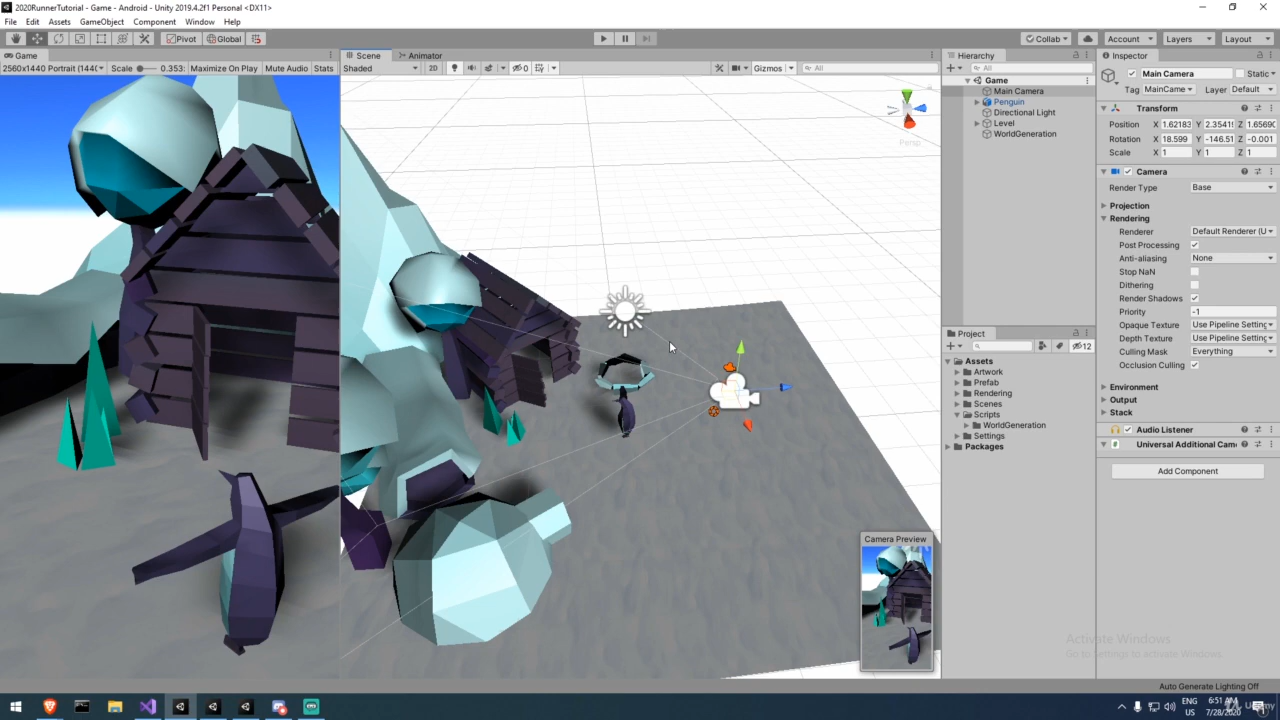 2020RunnerTutorial - Game - Android - Unity 2019.4.2f1 Personal <DX11>
File Edit Assets GameObject Component Window Help
Pivot Global Collab Account Layers Layout
Game Scene Animator Hierarchy Inspector
2560x1440 Portrait (144( Scale 0.353: Maximize On Play Mute Audio Stats Shaded 2D 0 Gizmos All
All
Game
Main Camera
Penguin
Directional Light
Level
WorldGeneration
Persp
Main Camera Static
Tag MainCame Layer Default
Transform
Position X 1.62183 Y 2.35415 Z 1.65690
Rotation X 18.599 Y -146.51 Z -0.001
Scale X 1 Y 1 Z 1
Camera
Render Type Base
Projection
Rendering
Renderer Default Renderer (U
Post Processing
Anti-aliasing None
Stop NaN
Dithering
Render Shadows
Priority -1
Opaque Texture Use Pipeline Setting
Depth Texture Use Pipeline Setting
Culling Mask Everything
Occlusion Culling
Environment
Output
Stack
Audio Listener
Universal Additional Cam
Add Component
Project
12
Assets
Artwork
Prefab
Rendering
Scenes
Scripts
WorldGeneration
Settings
Packages
Camera Preview
Activate Windows
Go to Settings to activate Windows.
Auto Generate Lighting Off
ENG
US
6:51 AM
7/28/2020
Udemy